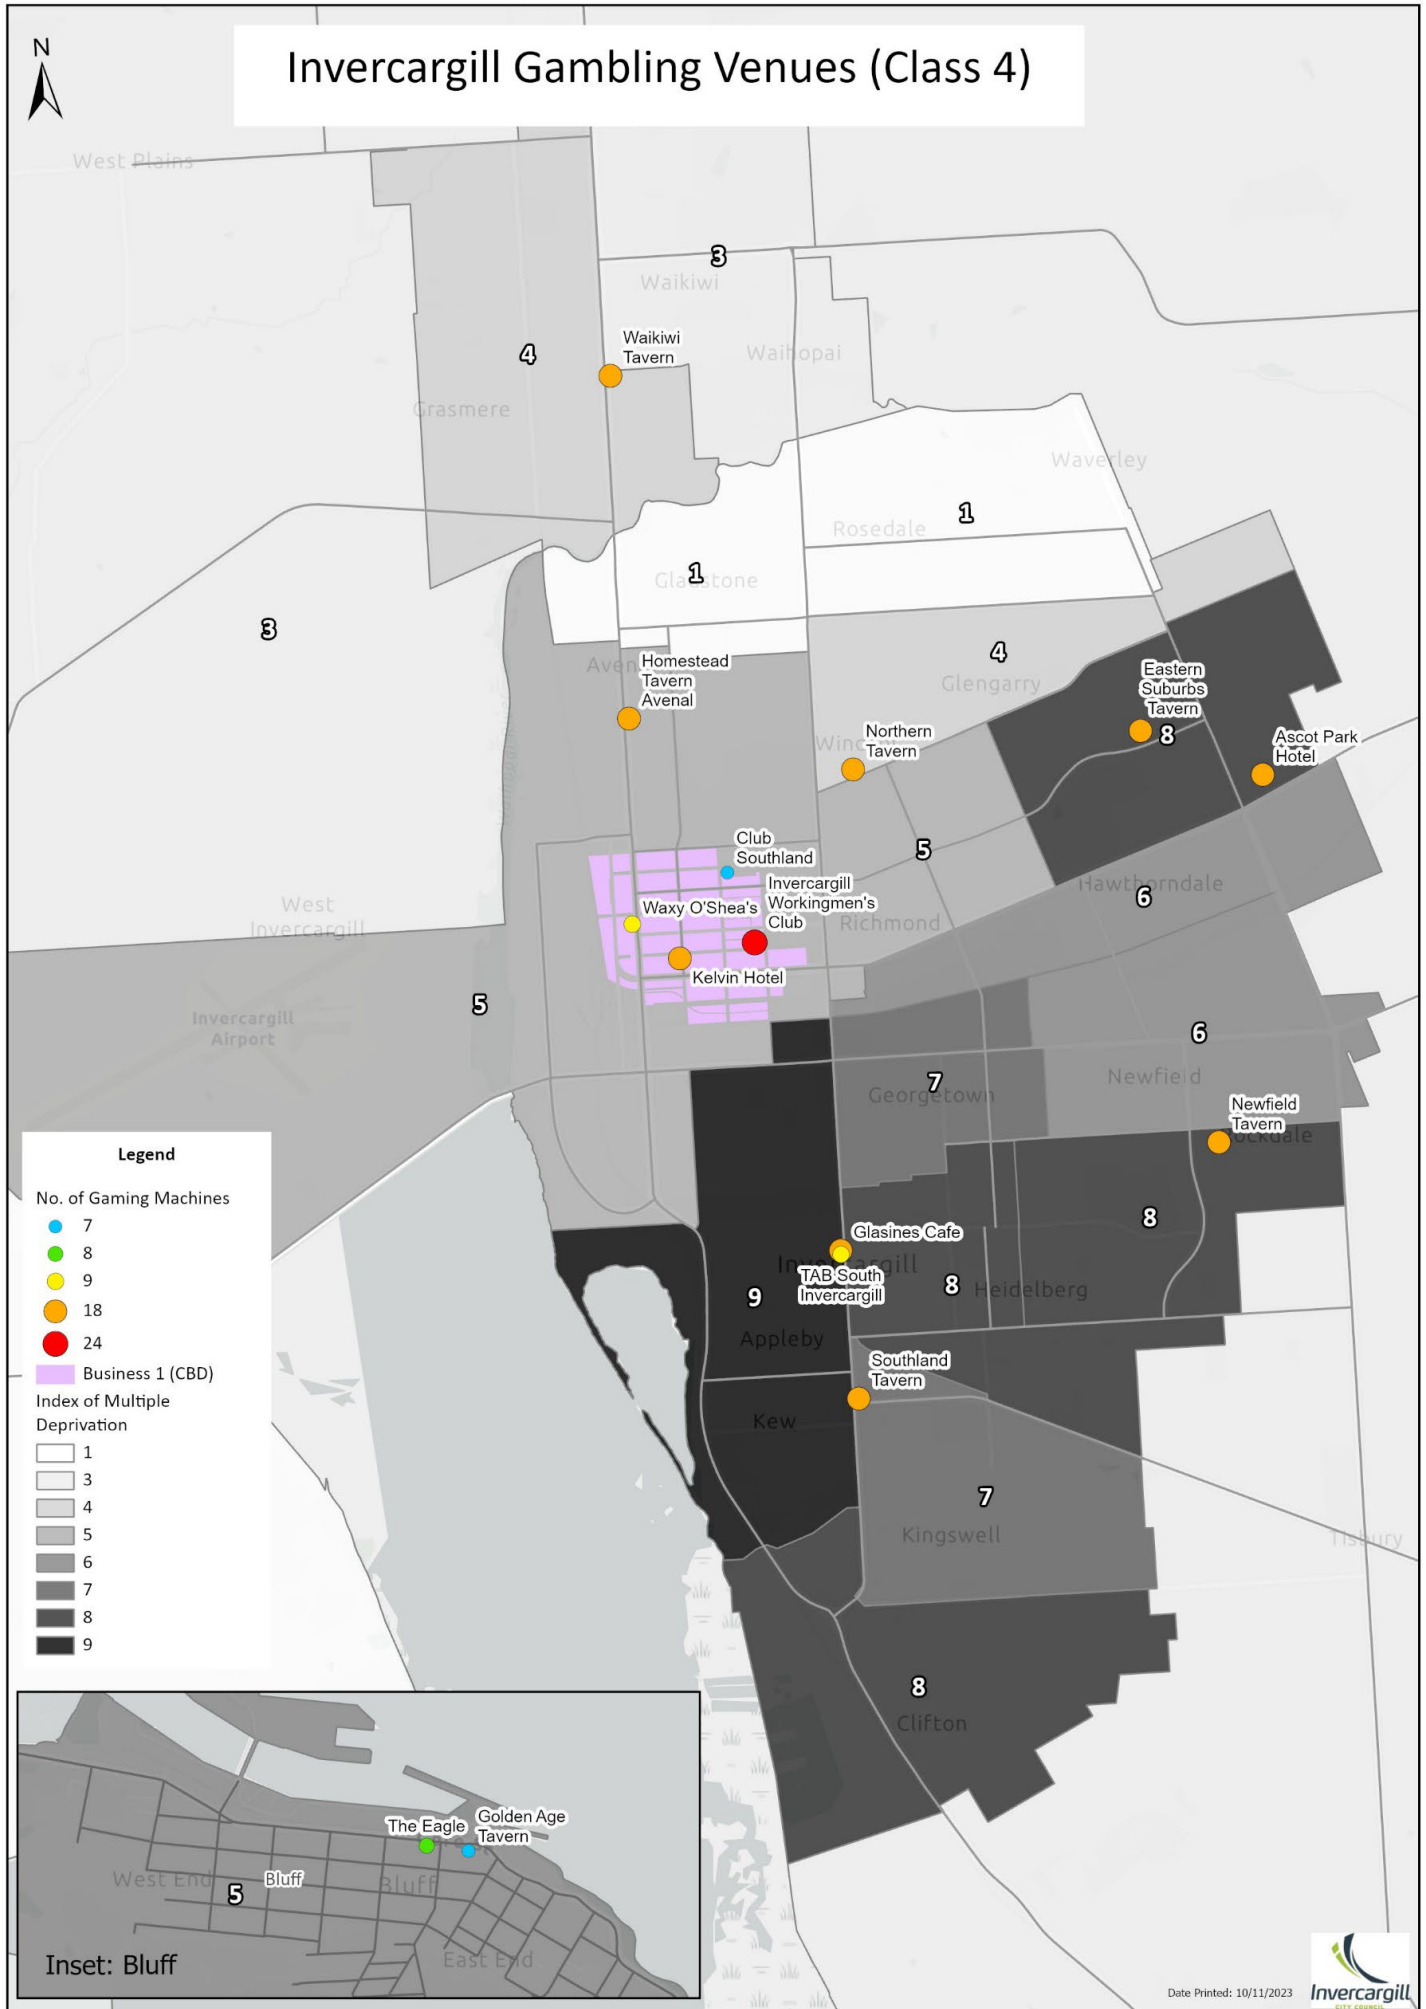 N
Invercargill Gambling Venues (Class 4)
West Plains
3
Waikiwi
Waikiwi
Tavern
Waihopai
4
Grasmere
Waverley
1
Rosedale
1
Gladstone
3
4
Glengarry
Homestead
Tavern
Avenal
Eastern
Suburbs
Tavern
8
Northern
Tavern
Ascot Park
Hotel
Club
Southland
5
Invercargill
Workingmen's
Club
Hawthorndale
6
West
Invercargill
Waxy O'Shea's
Richmond
Kelvin Hotel
5
Invercargill
Airport
6
7
Georgetown
Newfield
Newfield
Tavern
Rockdale
8
Glasines Cafe
Invercargill
TAB South
Invercargill
8
Heidelberg
9
Appleby
Southland
Tavern
Kew
7
Kingswell
Tisbury
8
Clifton
Legend
No. of Gaming Machines
7
8
9
18
24
Business 1 (CBD)
Index of Multiple
Deprivation
1
3
4
5
6
7
8
9
The Eagle
Golden Age
Tavern
West End
5
Bluff
Bluff
East End
Inset: Bluff
Date Printed: 10/11/2023
Invercargill
CITY COUNCIL